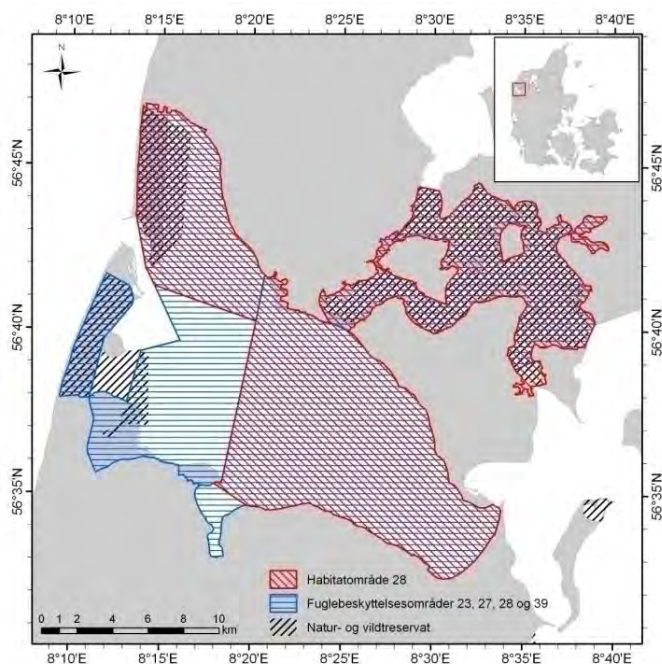 8°10'E 8°15'E 8°20'E 8°25'E 8°30'E 8°35'E 8°40'E
N
56°45'N 56°45'N
56°40'N 56°40'N
56°35'N 56°35'N
Habitatområde 28
Fuglebeskyttelsesområder 23, 27, 28 og 39
Natur- og vildtreservat
0 1 2 4 6 8 10
km
8°10'E 8°15'E 8°20'E 8°25'E 8°30'E 8°35'E 8°40'E